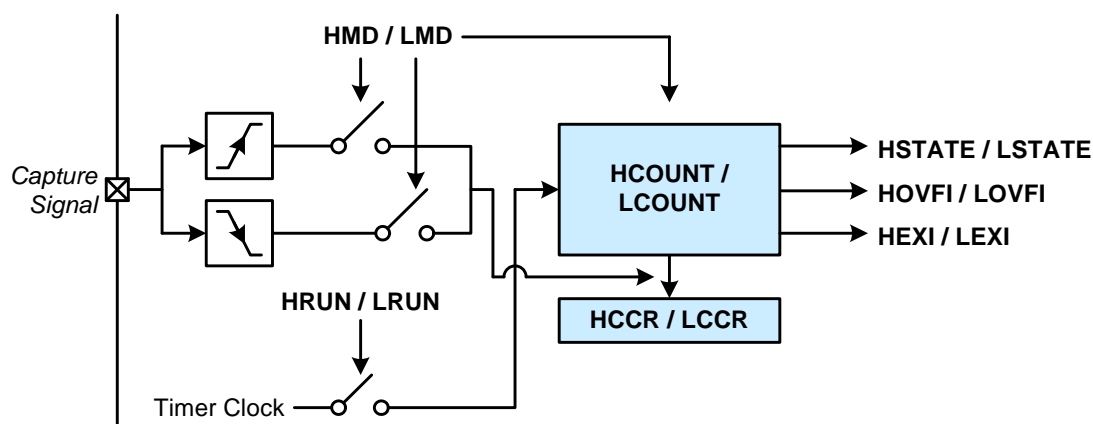 HMD / LMD
Capture
Signal
HCOUNT /
LCOUNT
HSTATE / LSTATE
HOVFI / LOVFI
HEXI / LEXI
HRUN / LRUN
HCCR / LCCR
Timer Clock